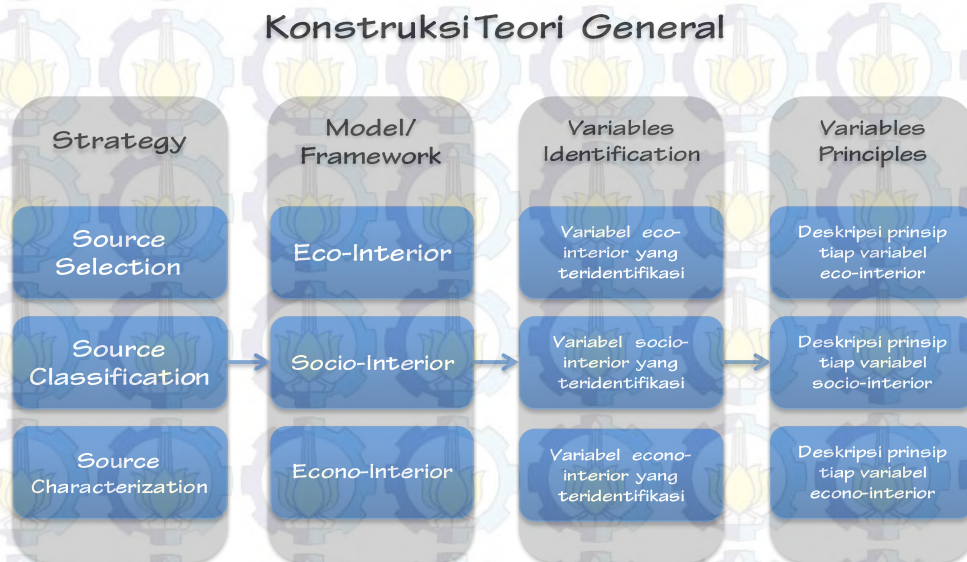 Konstruksi Teori General
Strategy
Source
Selection
Source
Classification
Source
Characterization
Model/
Framework
Eco-Interior
Socio-Interior
Econo-Interior
Variables
Identification
Variabel eco-
interior yang
teridentifikasi
Variabel socio-
interior yang
teridentifikasi
Variabel econo-
interior yang
teridentifikasi
Variables
Principles
Deskripsi prinsip
tiap variabel
eco-interior
Deskripsi prinsip
tiap variabel
socio-interior
Deskripsi prinsip
tiap variabel
econo-interior